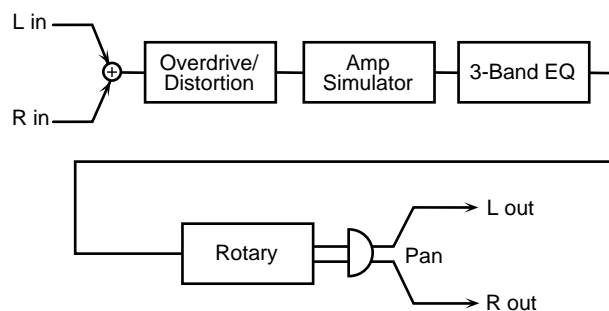 L in
Overdrive/
Distortion
Amp
Simulator
3-Band EQ
+
R in
L out
Rotary
Pan
R out